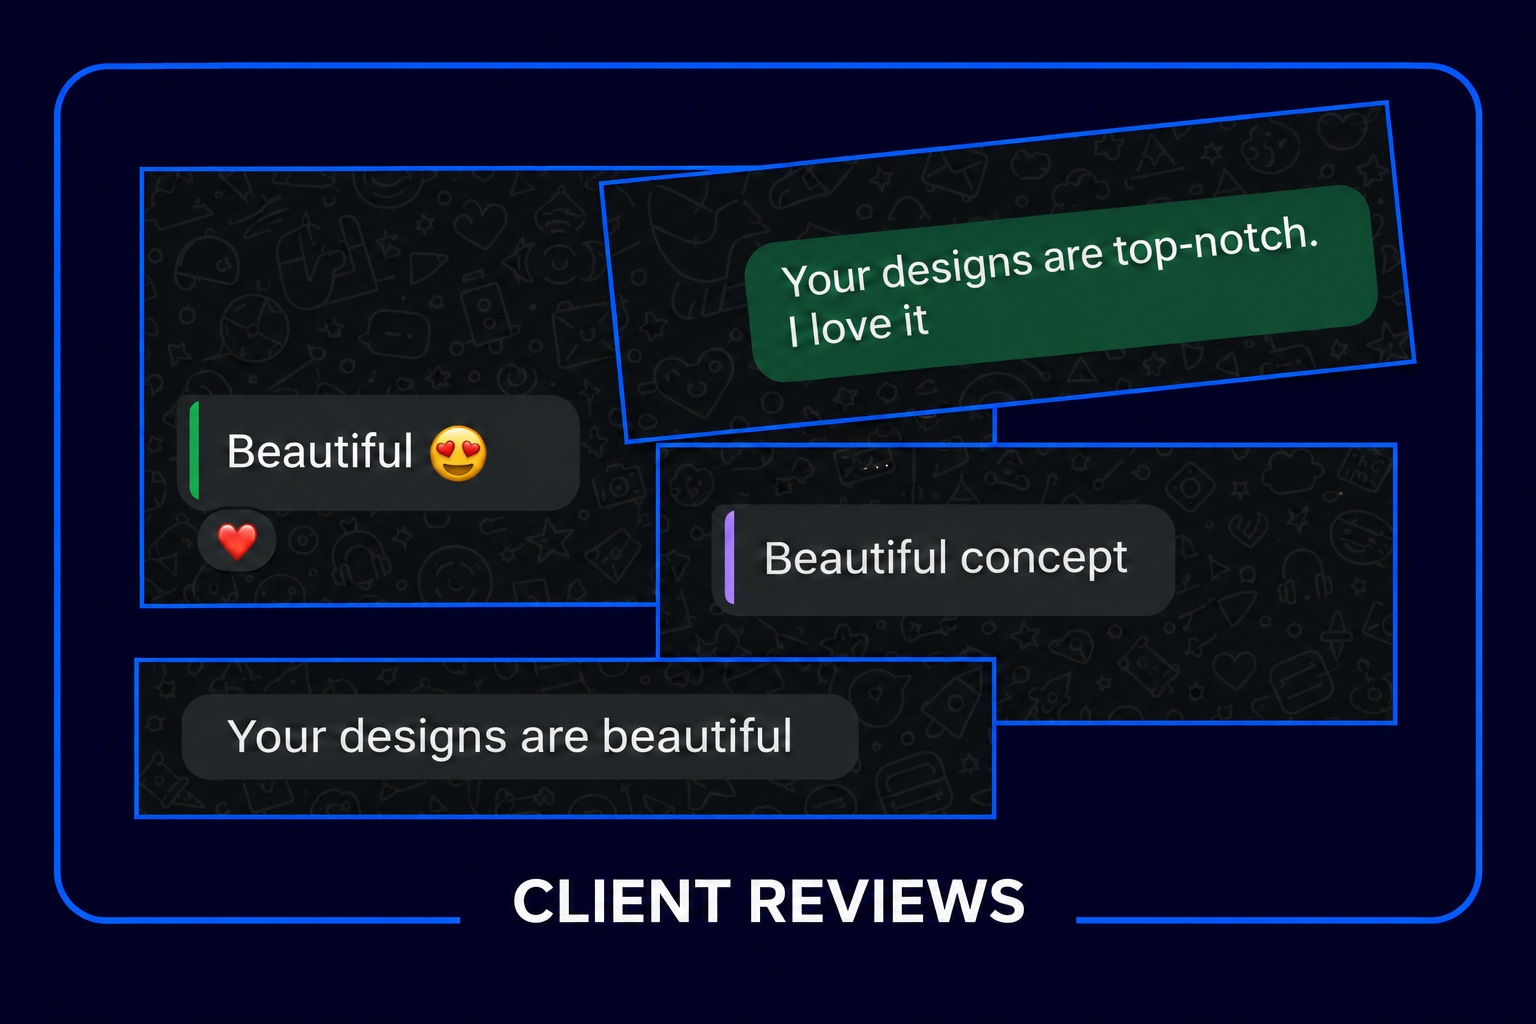 Your designs are top-notch.
I love it
Beautiful 😍
❤️
Beautiful concept
Your designs are beautiful
CLIENT REVIEWS